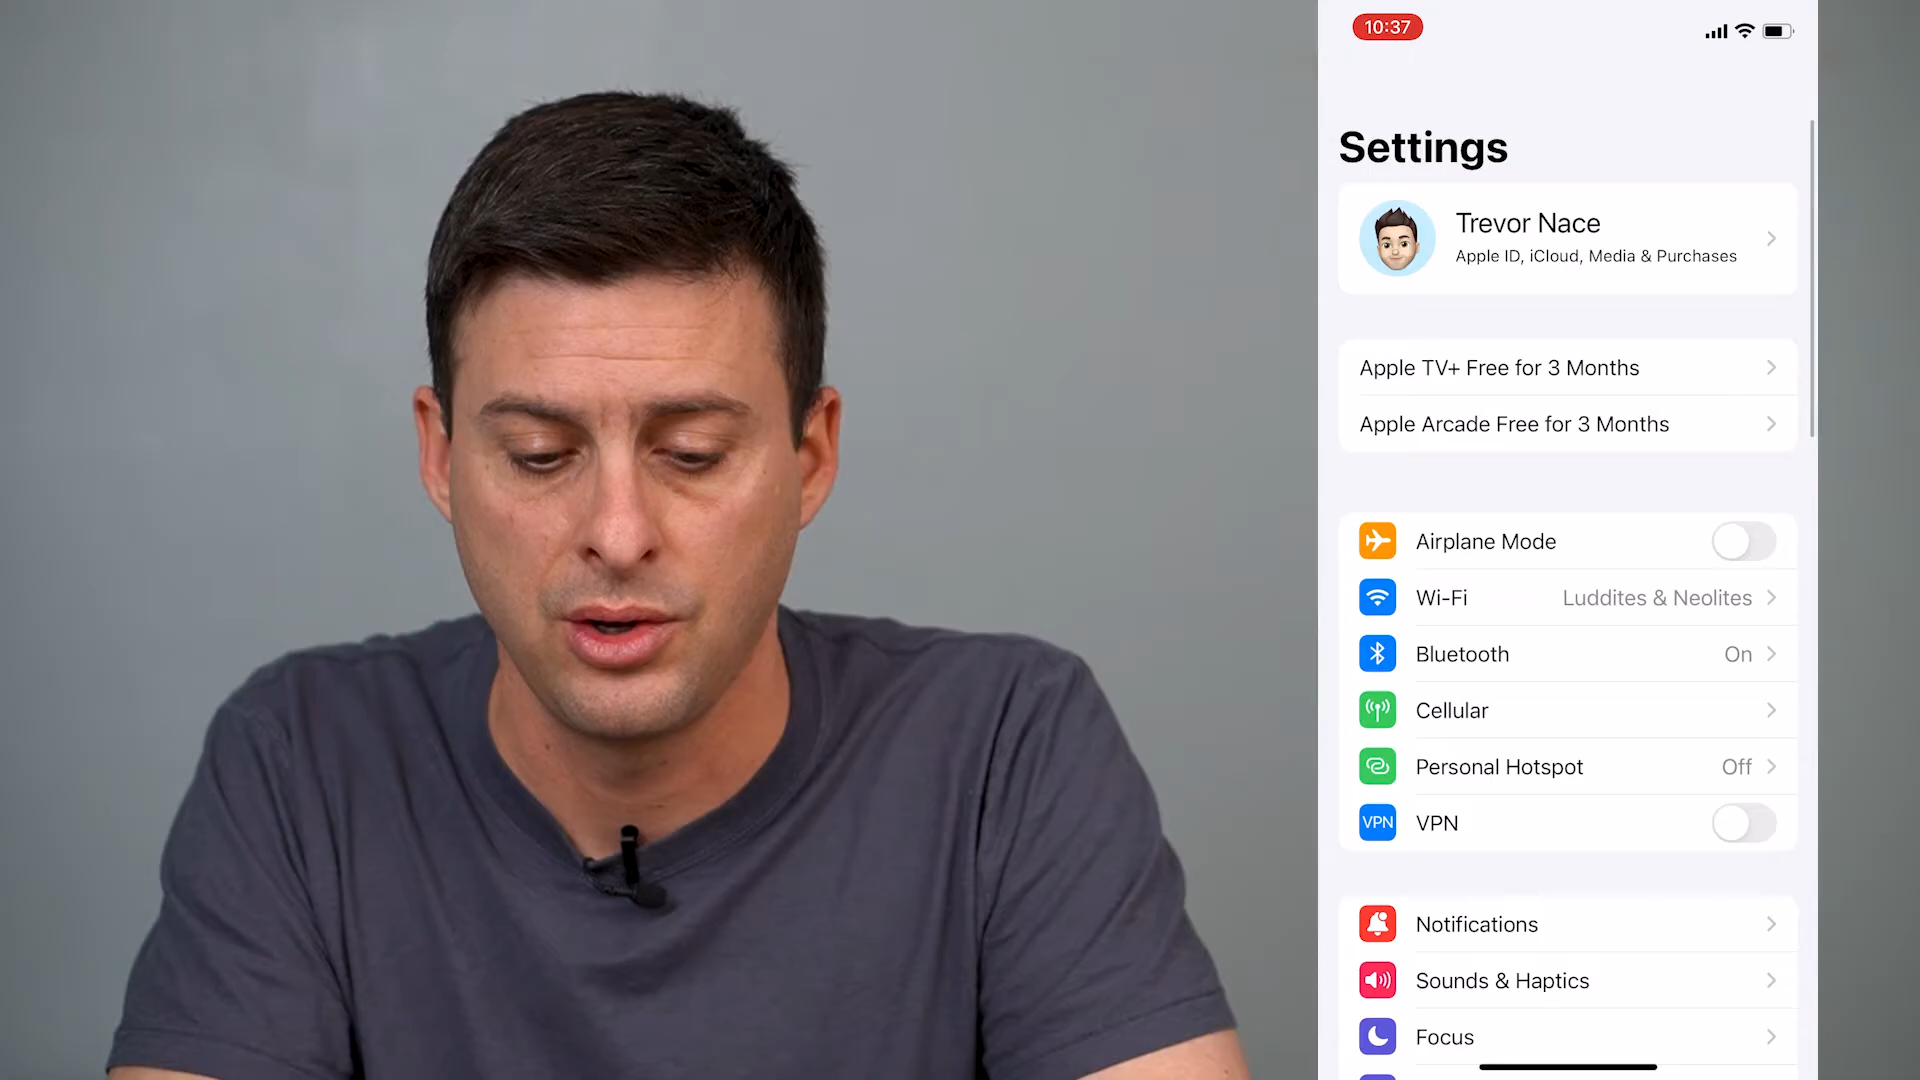 10:37
Settings
Trevor Nace
Apple ID, iCloud, Media & Purchases
Apple TV+ Free for 3 Months
Apple Arcade Free for 3 Months
Airplane Mode
Wi-Fi Luddites & Neolites
Bluetooth On
Cellular
Personal Hotspot Off
VPN VPN
Notifications
Sounds & Haptics
Focus